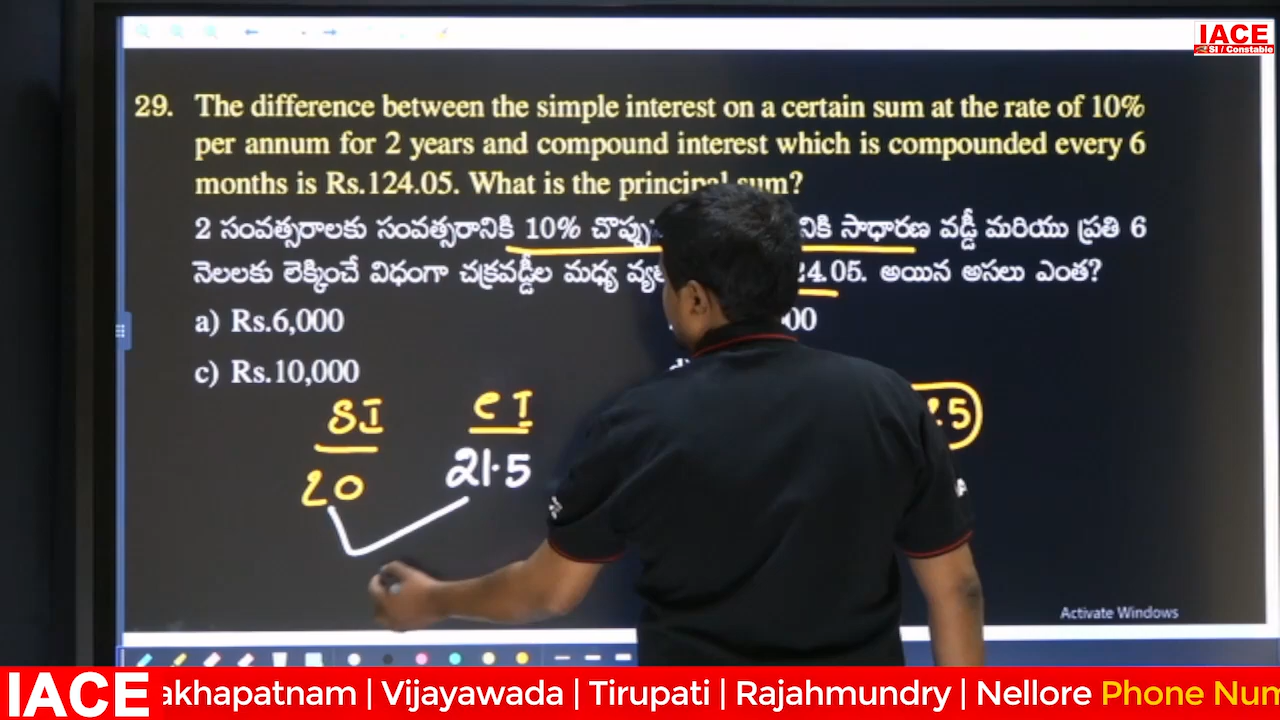 IACE
SI / Constable
29. The difference between the simple interest on a certain sum at the rate of 10%
per annum for 2 years and compound interest which is compounded every 6
months is Rs.124.05. What is the principal sum?
2 సంవత్సరాలకు సంవత్సరానికి 10% సాధారణ వడ్డీ మరియు ప్రతి 6
నెలలకు లెక్కించే విధంగా చక్రవడ్డీల మధ్య 24.05. అయిన అసలు ఎంత?
a) Rs.6,000 00
c) Rs.10,000
SI CI
20 21.5 5
Activate Windows
IACE akhapatnam | Vijayawada | Tirupati | Rajahmundry | Nellore Phone Num